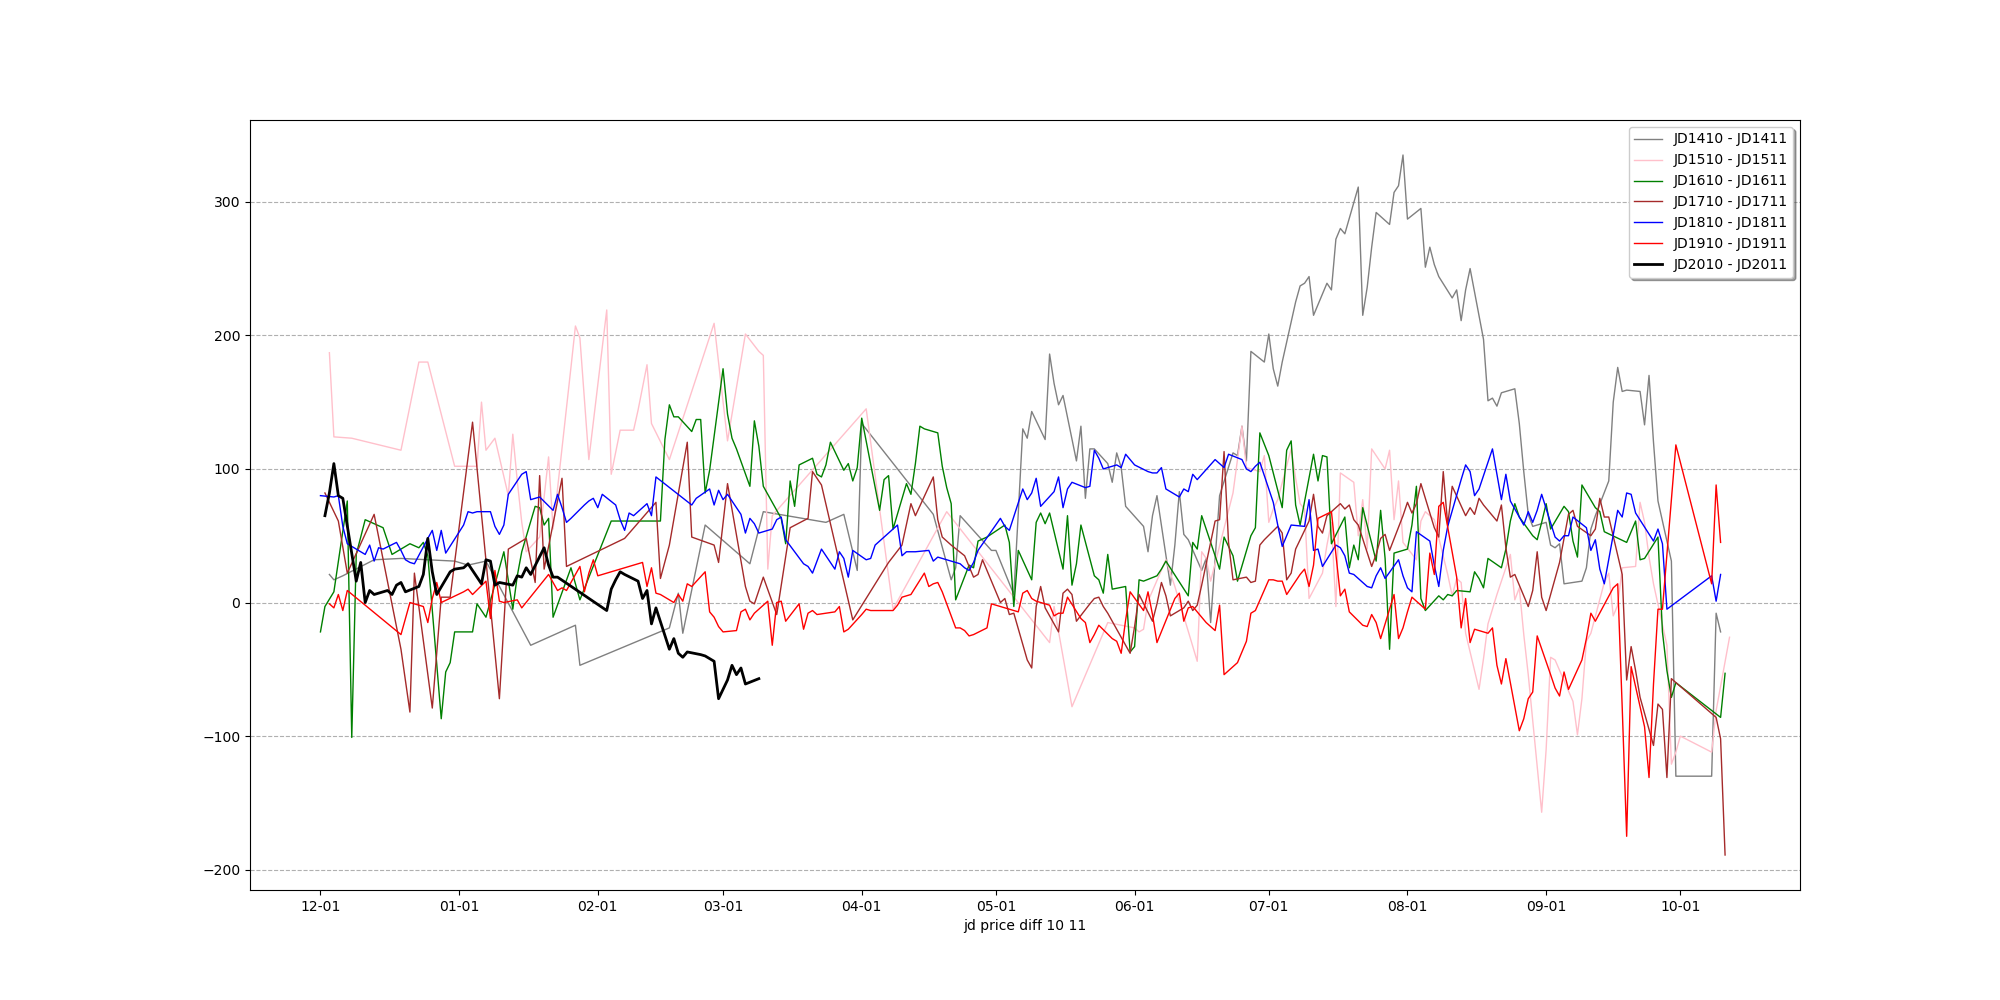 JD1410 - JD1411
JD1510 - JD1511
JD1610 - JD1611
JD1710 - JD1711
JD1810 - JD1811
JD1910 - JD1911
JD2010 - JD2011
300
200
100
0
−100
−200
12-01 01-01 02-01 03-01 04-01 05-01 06-01 07-01 08-01 09-01 10-01
jd price diff 10 11